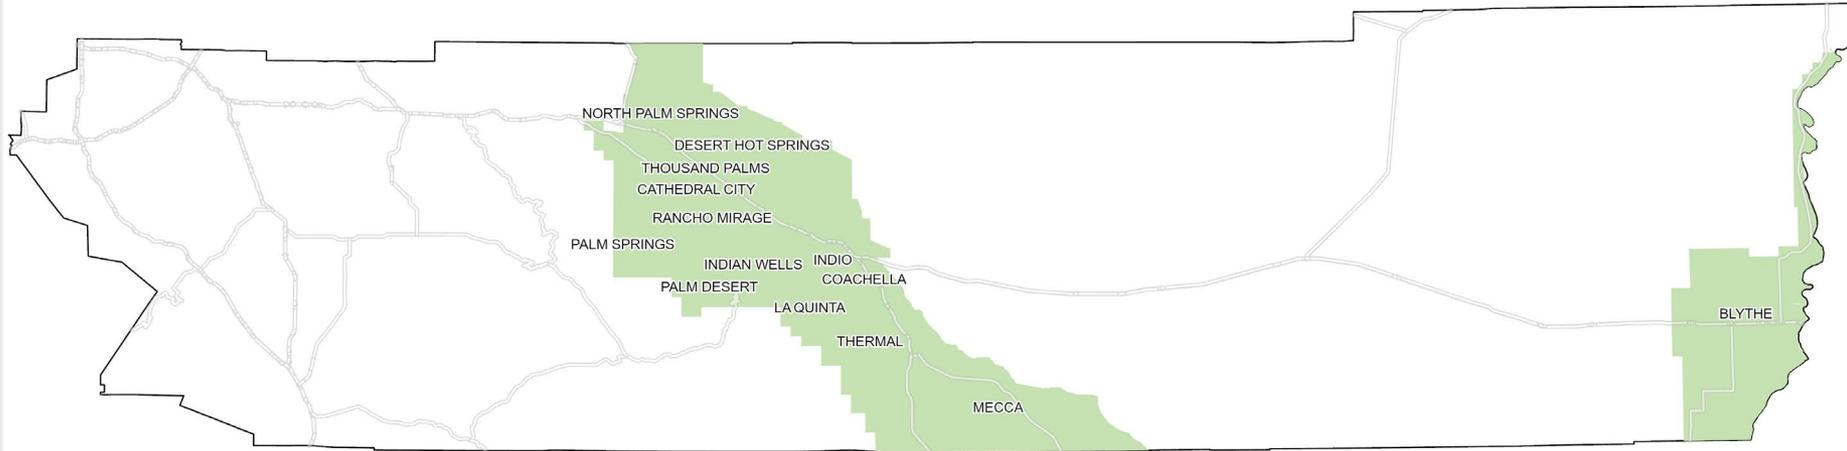 NORTH PALM SPRINGS
DESERT HOT SPRINGS
THOUSAND PALMS
CATHEDRAL CITY
RANCHO MIRAGE
PALM SPRINGS
INDIAN WELLS
INDIO
COACHELLA
PALM DESERT
LA QUINTA
BLYTHE
THERMAL
MECCA